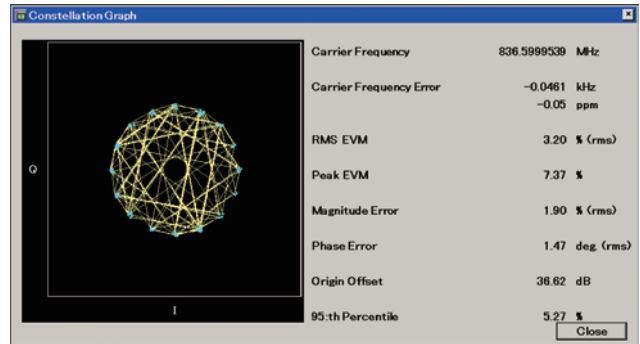 Constellation Graph
Carrier Frequency 836.5999539 MHz
Carrier Frequency Error -0.0461 kHz
-0.05 ppm
RMS EVM 3.20 % (rms)
Q
Peak EVM 7.37 %
Magnitude Error 1.90 % (rms)
Phase Error 1.47 deg. (rms)
Origin Offset 36.62 dB
I
95:th Percentile 5.27 %
Close